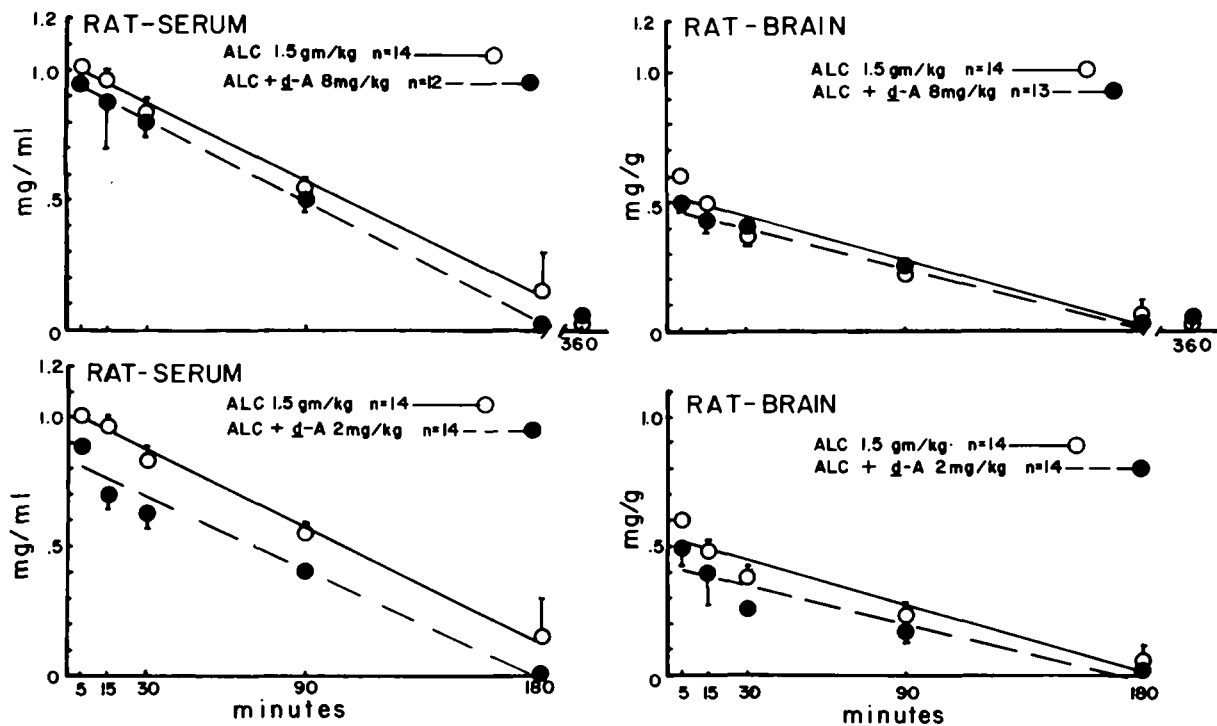 RAT-SERUM
ALC 1.5 gm/kg n=14
ALC + d-A 8mg/kg n=12
1.2
1.0
.5
0
mg/ml
360
RAT-BRAIN
ALC 1.5 gm/kg n=14
ALC + d-A 8mg/kg n=13
1.2
1.0
.5
0
mg/g
360
RAT-SERUM
ALC 1.5 gm/kg n=14
ALC + d-A 2mg/kg n=14
1.2
1.0
.5
0
mg/ml
5 15 30 90 180
minutes
RAT-BRAIN
ALC 1.5 gm/kg. n=14
ALC + d-A 2mg/kg n=14
1.0
.5
0
mg/g
5 15 30 90 180
minutes